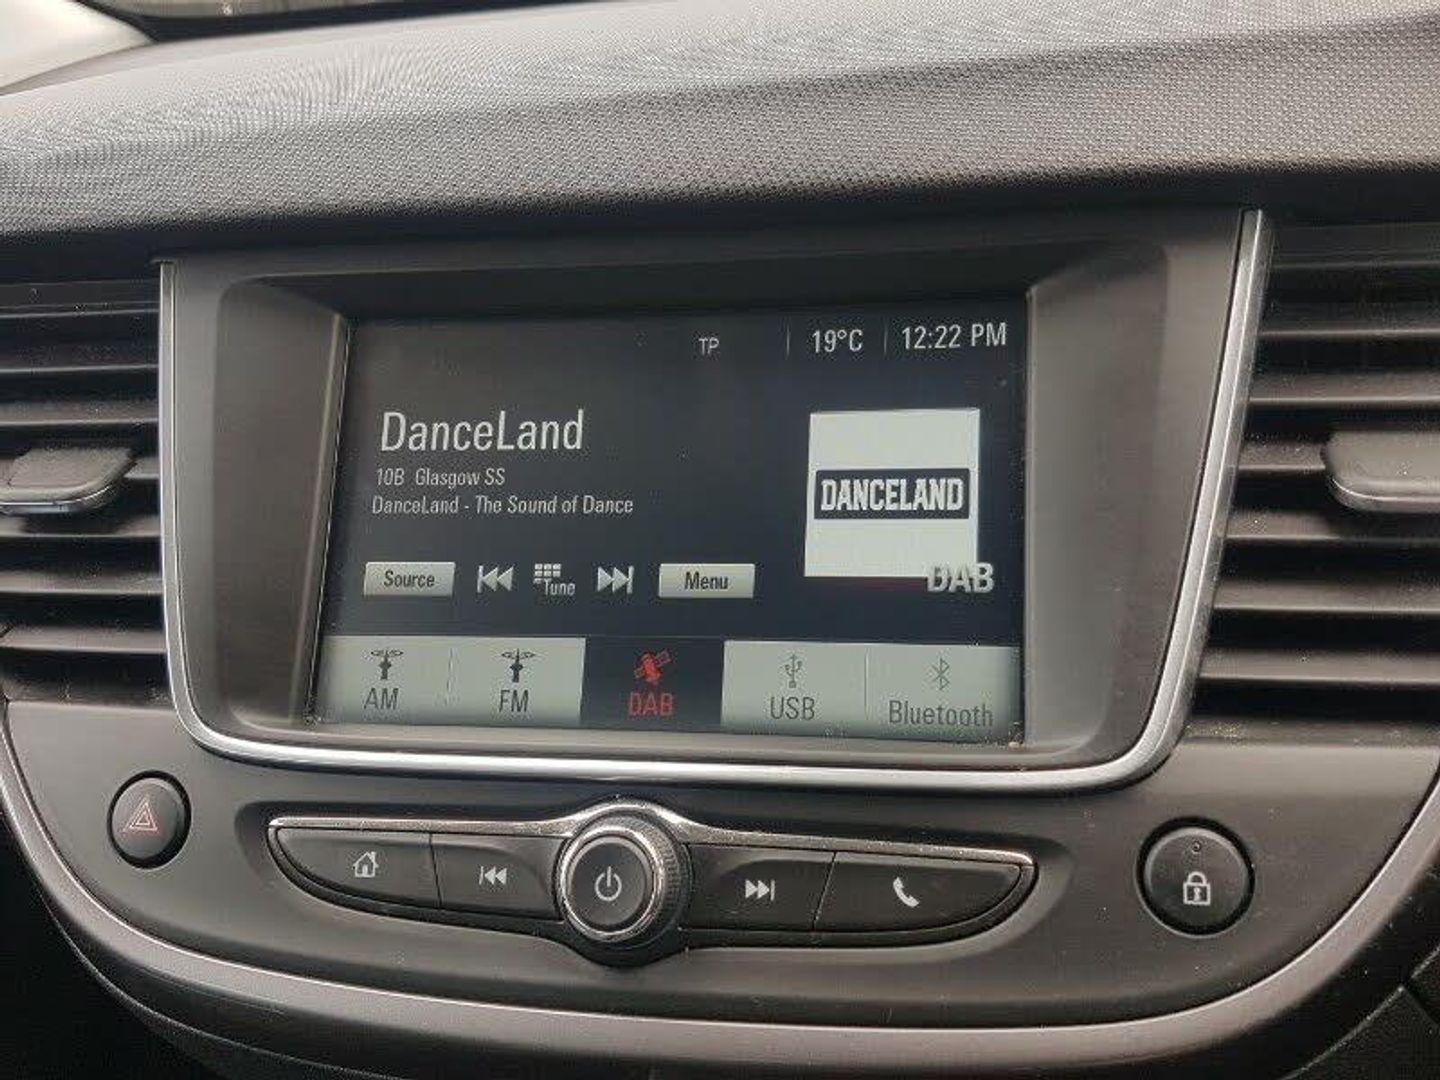 TP 19°C 12:22 PM
DanceLand
10B Glasgow SS
DanceLand - The Sound of Dance
DANCELAND
DAB
Source Tune Menu
AM FM DAB USB Bluetooth